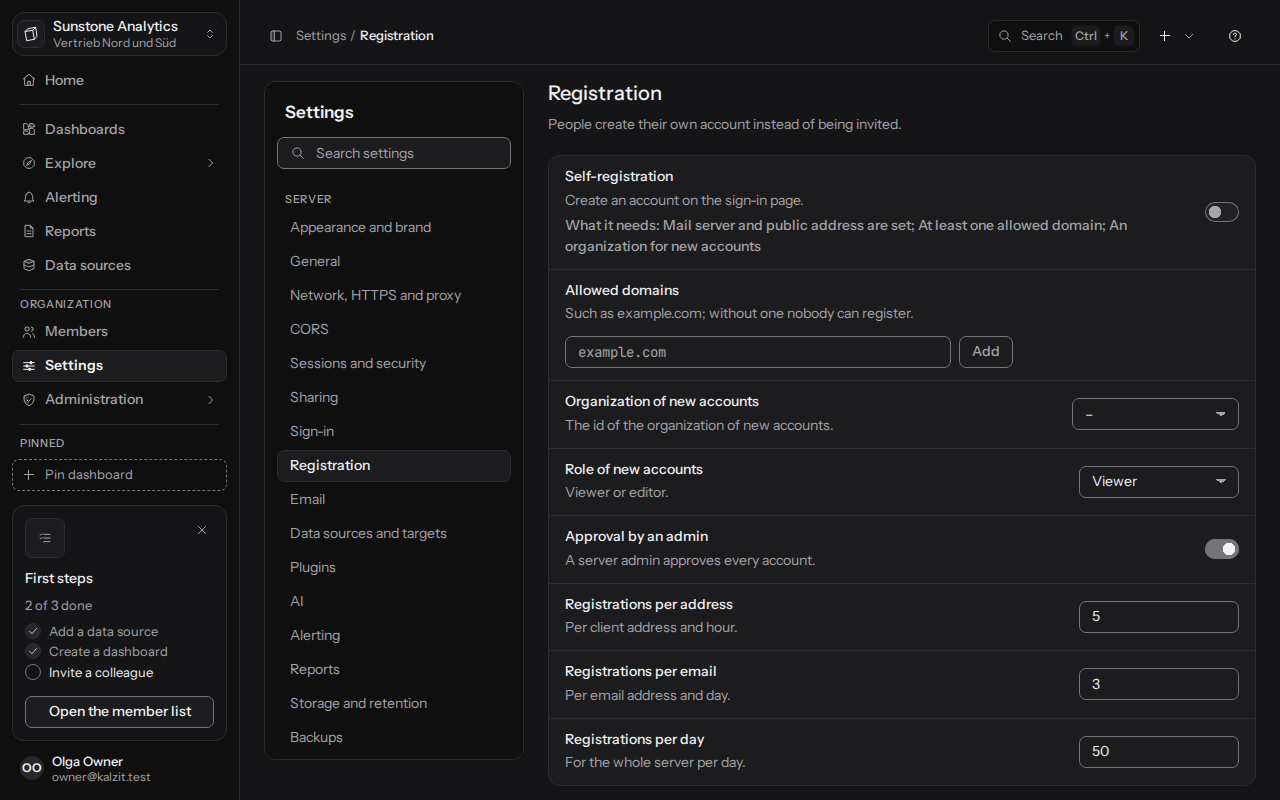 Sunstone Analytics
Vertrieb Nord und Süd
Home
Dashboards
Explore
Alerting
Reports
Data sources
ORGANIZATION
Members
Settings
Administration
PINNED
Pin dashboard
First steps
2 of 3 done
Add a data source
Create a dashboard
Invite a colleague
Open the member list
OO
Olga Owner
owner@kalzit.test
Settings / Registration
Search Ctrl + K
Settings
Search settings
SERVER
Appearance and brand
General
Network, HTTPS and proxy
CORS
Sessions and security
Sharing
Sign-in
Registration
Email
Data sources and targets
Plugins
AI
Alerting
Reports
Storage and retention
Backups
Registration
People create their own account instead of being invited.
Self-registration
Create an account on the sign-in page.
What it needs: Mail server and public address are set; At least one allowed domain; An
organization for new accounts
Allowed domains
Such as example.com; without one nobody can register.
example.com Add
Organization of new accounts
The id of the organization of new accounts.
–
Role of new accounts
Viewer or editor.
Viewer
Approval by an admin
A server admin approves every account.
Registrations per address
Per client address and hour.
5
Registrations per email
Per email address and day.
3
Registrations per day
For the whole server per day.
50